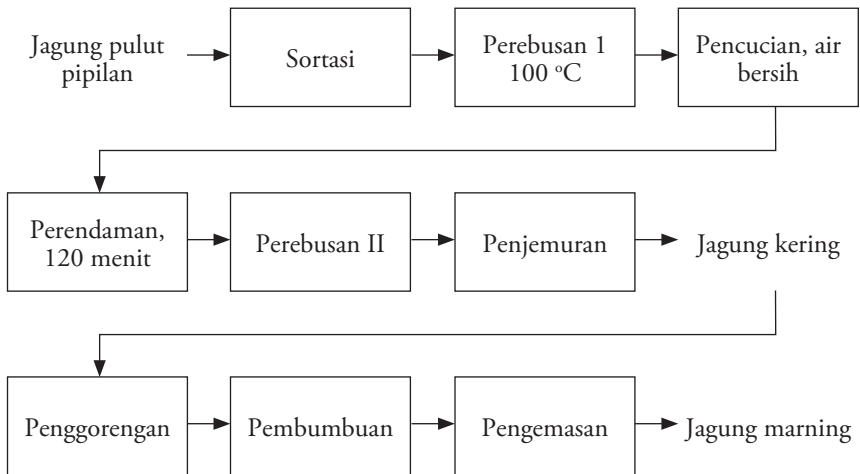 Jagung pulut
pipilan
Sortasi
Perebusan 1
100 °C
Pencucian, air
bersih
Perendaman,
120 menit
Perebusan II
Penjemuran
Jagung kering
Penggorengan
Pembumbuan
Pengemasan
Jagung marning